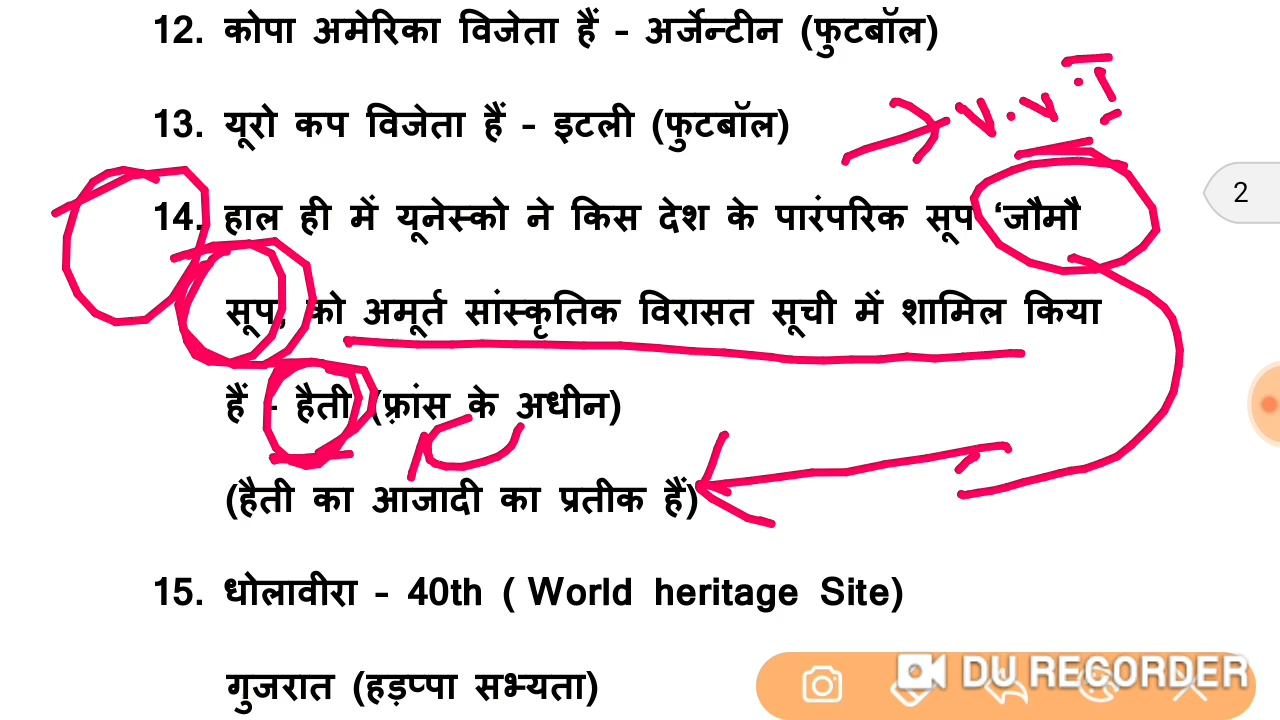 12. कोपा अमेरिका विजेता हैं - अर्जेन्टीन (फुटबॉल)
13. यूरो कप विजेता हैं - इटली (फुटबॉल)
V.V.I
14. हाल ही में यूनेस्को ने किस देश के पारंपरिक सूप 'जौमौ
सूप, को अमूर्त सांस्कृतिक विरासत सूची में शामिल किया
हैं - हैती (फ़्रांस के अधीन)
(हैती का आजादी का प्रतीक हैं)
15. धोलावीरा - 40th ( World heritage Site)
गुजरात (हड़प्पा सभ्यता)
2
DU RECORDER